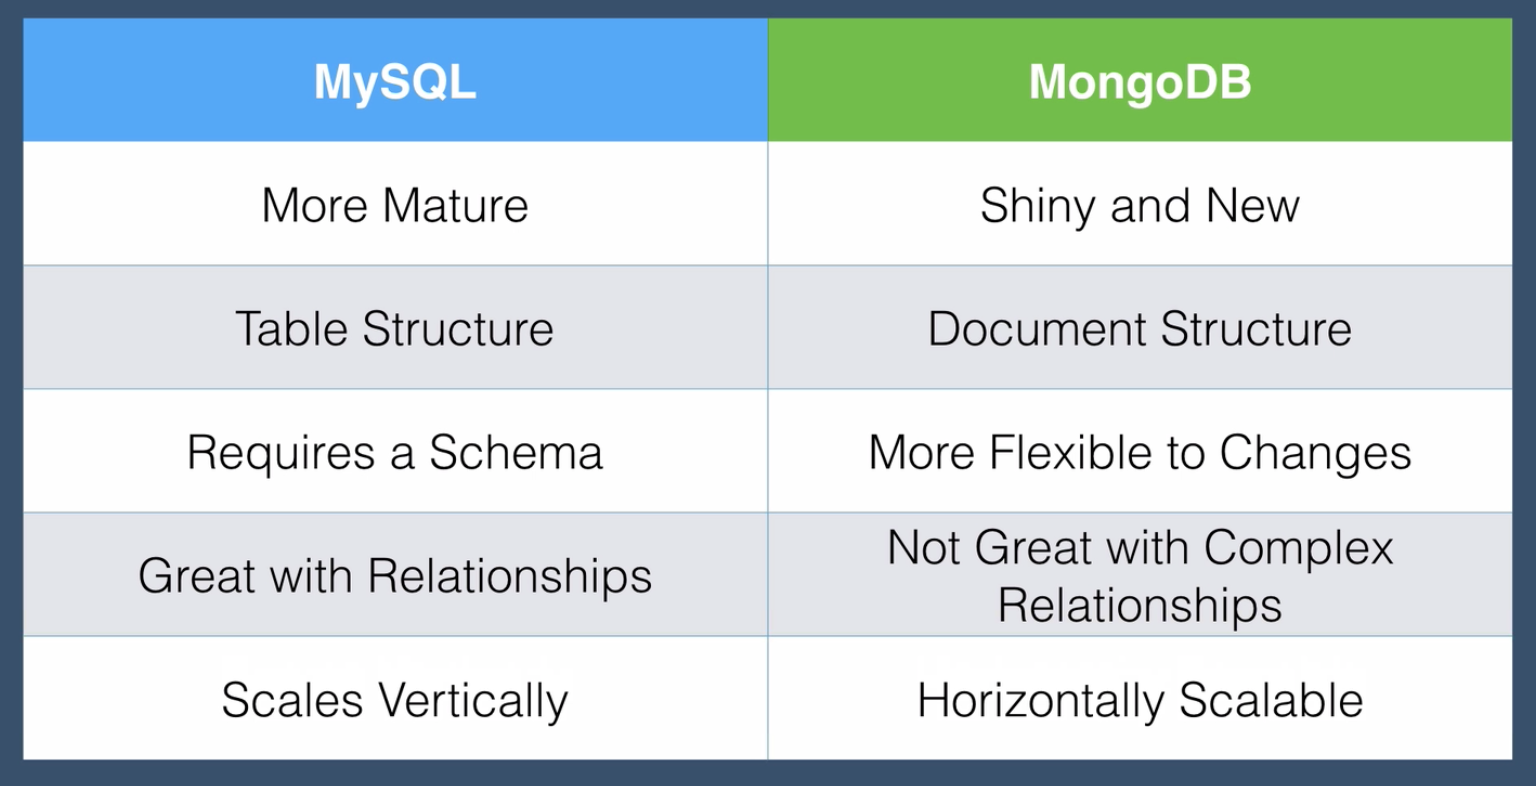 MySQL
MongoDB
More Mature
Shiny and New
Table Structure
Document Structure
Requires a Schema
More Flexible to Changes
Great with Relationships
Not Great with Complex
Relationships
Scales Vertically
Horizontally Scalable